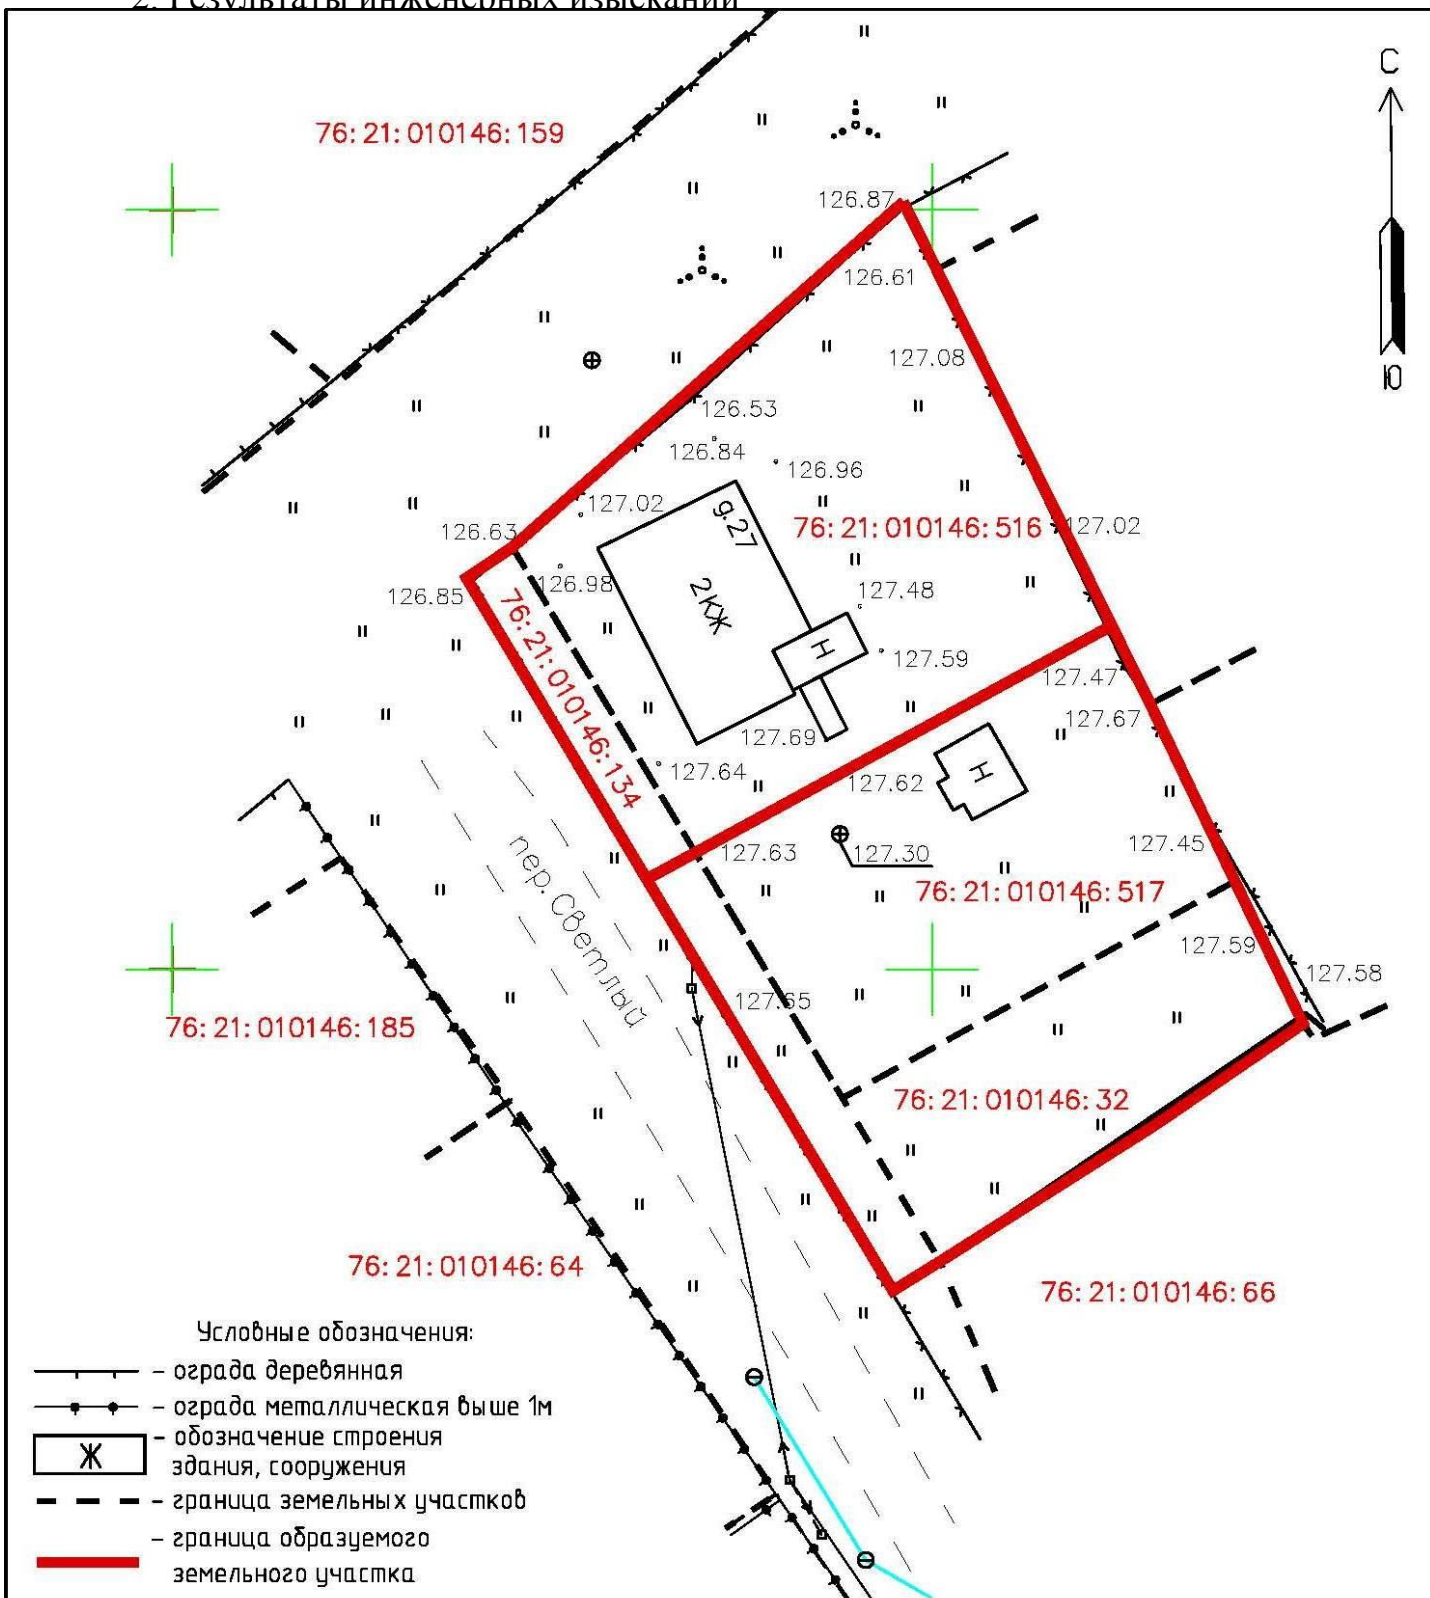 2. Результаты инженерных изысканий
С
76:21:010146:159
126.87
126.61
127.08
126.53
126.84
126.96
127.02
126.63
д.27
76:21:010146:516
127.02
126.98
126.85
76:21:010146:134
2КЖ
127.48
Н
127.59
127.47
127.67
127.69
127.64
127.62
Н
127.63
127.30
127.45
76:21:010146:517
пер. Светлый
127.59
127.58
127.65
76:21:010146:185
76:21:010146:32
76:21:010146:64
76:21:010146:66
Ю
Условные обозначения:
– ограда деревянная
– ограда металлическая выше 1м
Ж
– обозначение строения
здания, сооружения
– граница земельных участков
– граница образуемого
земельного участка